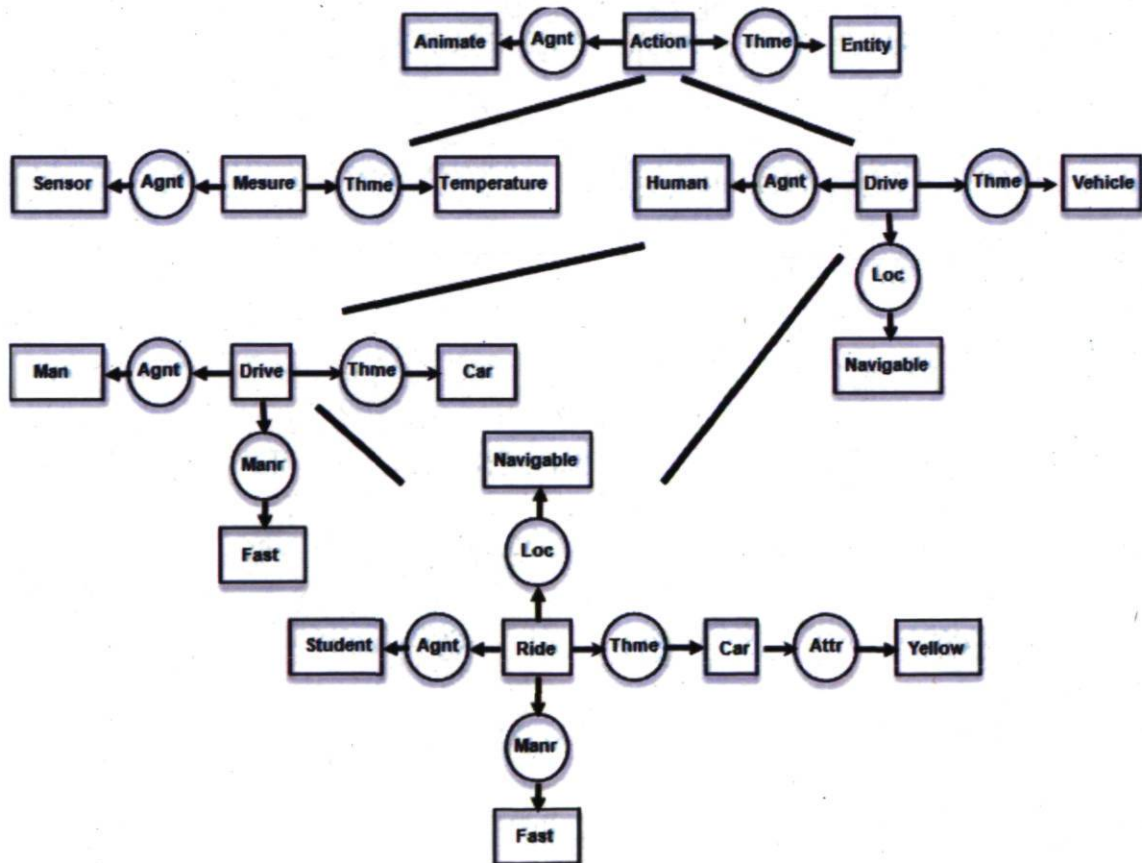 Animate Agnt Action Thme Entity
Sensor Agnt Mesure Thme Temperature Human Agnt Drive Thme Vehicle
Loc
Navigable
Man Agnt Drive Thme Car
Manr
Fast
Navigable
Loc
Student Agnt Ride Thme Car Attr Yellow
Manr
Fast